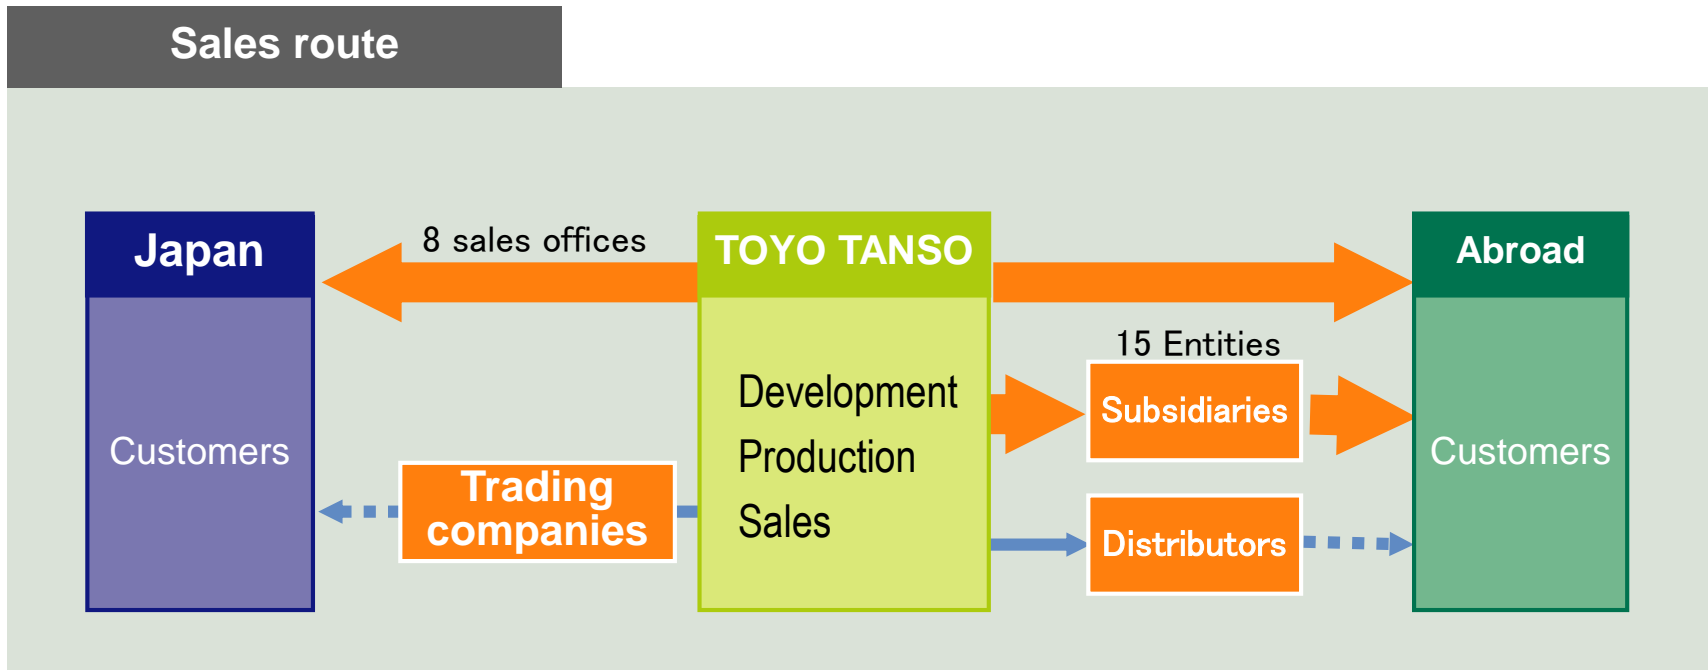 Sales route
Japan
Customers
8 sales offices
Trading
companies
TOYO TANSO
Development
Production
Sales
15 Entities
Subsidiaries
Distributors
Abroad
Customers